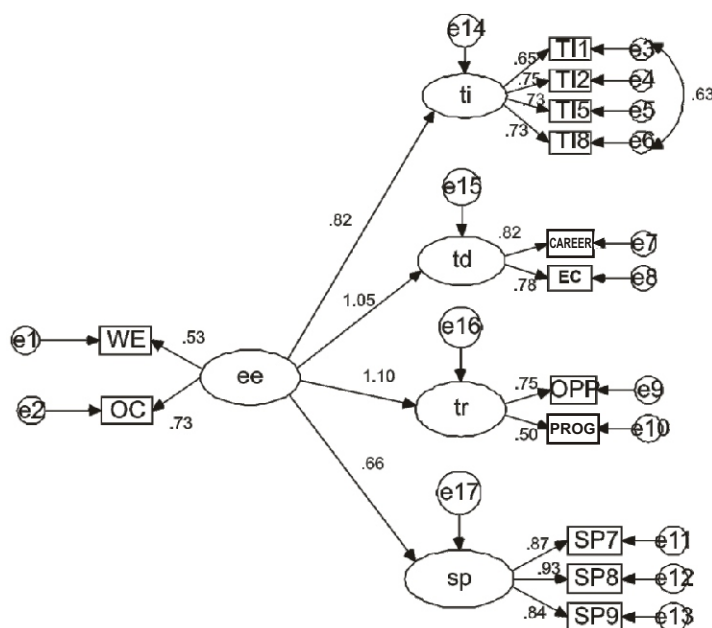 e14
.65
TI1
e3
.75
TI2
e4
ti
.73
TI5
e5
.63
.73
TI8
e6
.82
e15
.82
CAREER
e7
td
.78
EC
e8
1.05
e1
WE
.53
e16
ee
1.10
.75
OPP
e9
e2
OC
.73
tr
.50
PROG
e10
.66
e17
.87
SP7
e11
sp
.93
SP8
e12
.84
SP9
e13